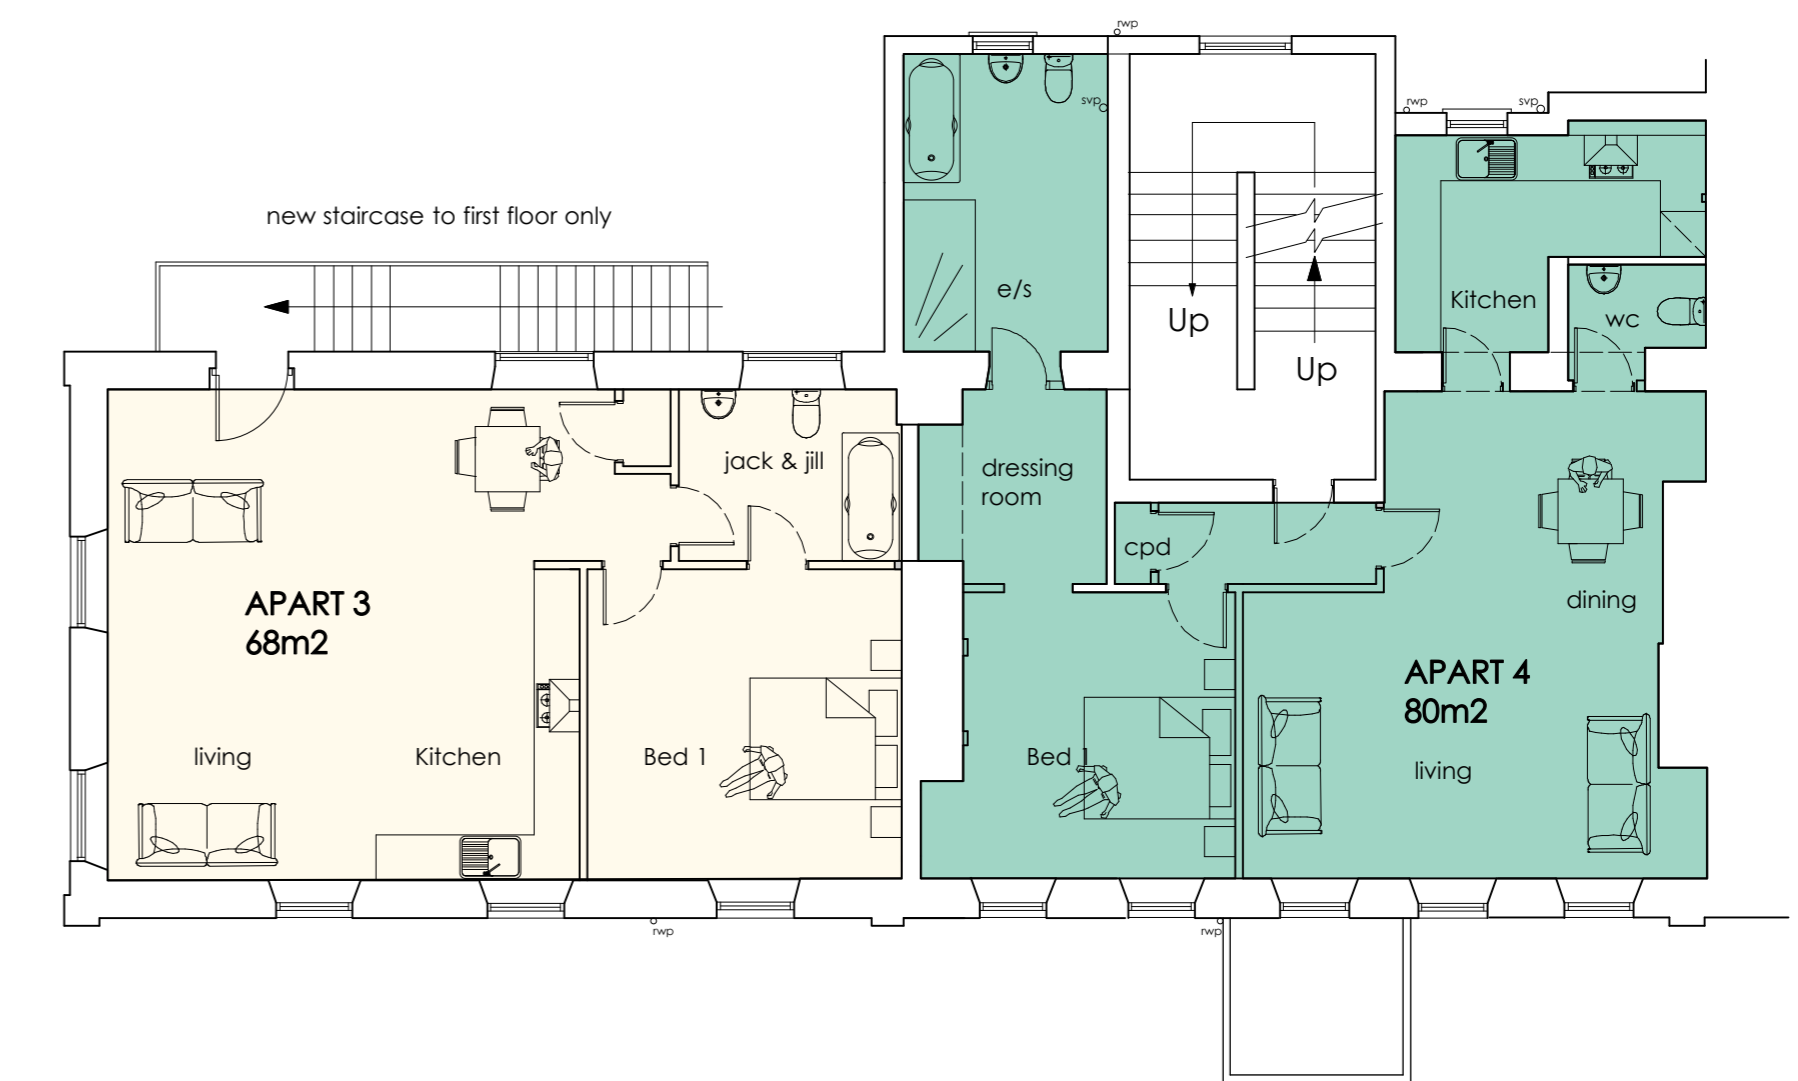 rwp
svp
rwp
svp
new staircase to first floor only
e/s
Kitchen
Up
wc
Up
jack & jill
dressing
room
cpd
APART 3
68m2
dining
APART 4
80m2
living
Kitchen
Bed 1
Bed 1
living
rwp
rwp